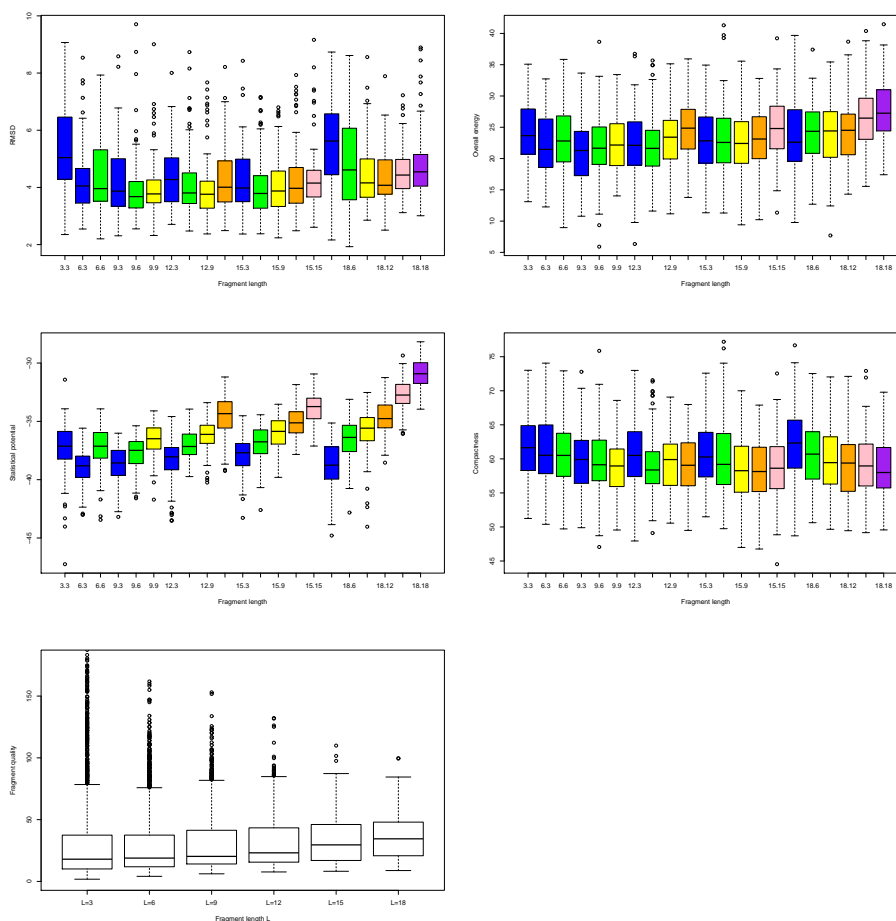 RMSD
10
8
6
4
2
3.3 6.3 6.6 9.3 9.6 9.9 12.3 12.9 15.3 15.9 15.15 18.6 18.12 18.18
Fragment length
Overall energy
40
35
30
25
20
15
10
5
3.3 6.3 6.6 9.3 9.6 9.9 12.3 12.9 15.3 15.9 15.15 18.6 18.12 18.18
Fragment length
Statistical potential
−30
−35
−40
−45
3.3 6.3 6.6 9.3 9.6 9.9 12.3 12.9 15.3 15.9 15.15 18.6 18.12 18.18
Fragment length
Compactness
75
70
65
60
55
50
45
3.3 6.3 6.6 9.3 9.6 9.9 12.3 12.9 15.3 15.9 15.15 18.6 18.12 18.18
Fragment length
Fragment quality
150
100
50
0
L=3 L=6 L=9 L=12 L=15 L=18
Fragment length L